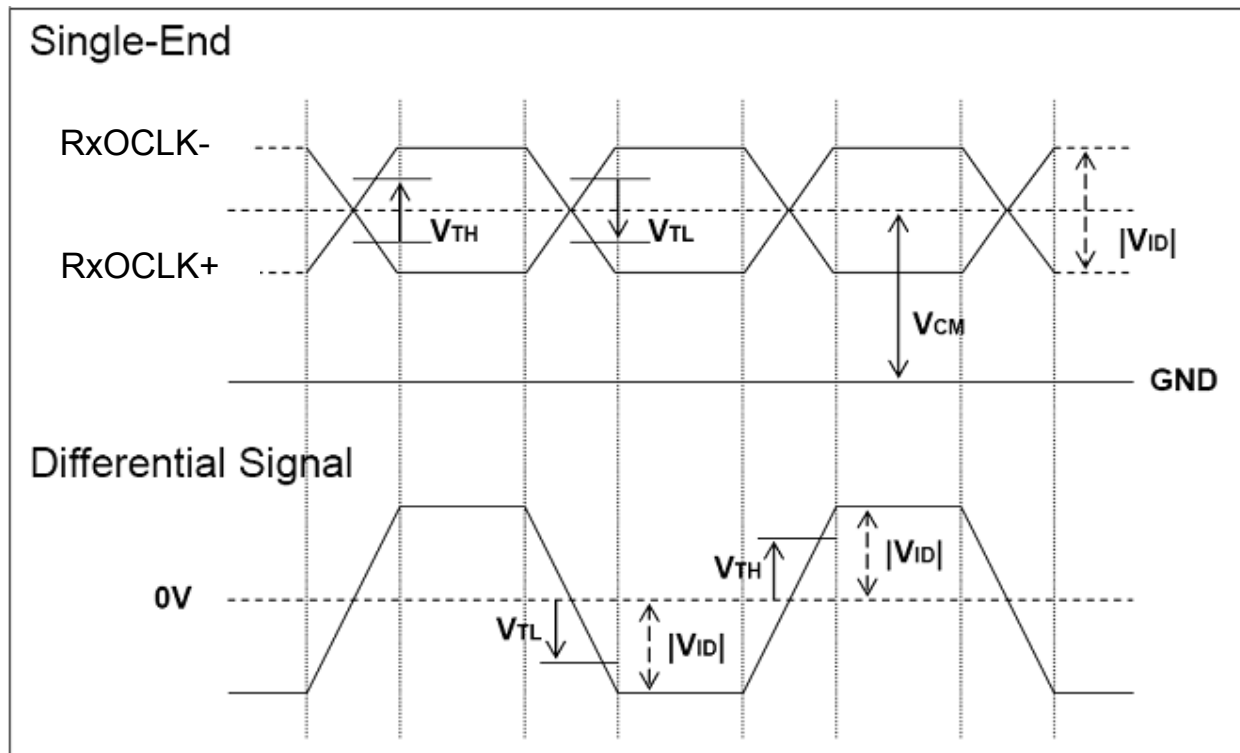 Single-End
RxOCLK-
VTH
VTL
|VID|
RxOCLK+
VCM
GND
Differential Signal
VTH
|VID|
0V
VTL
|VID|